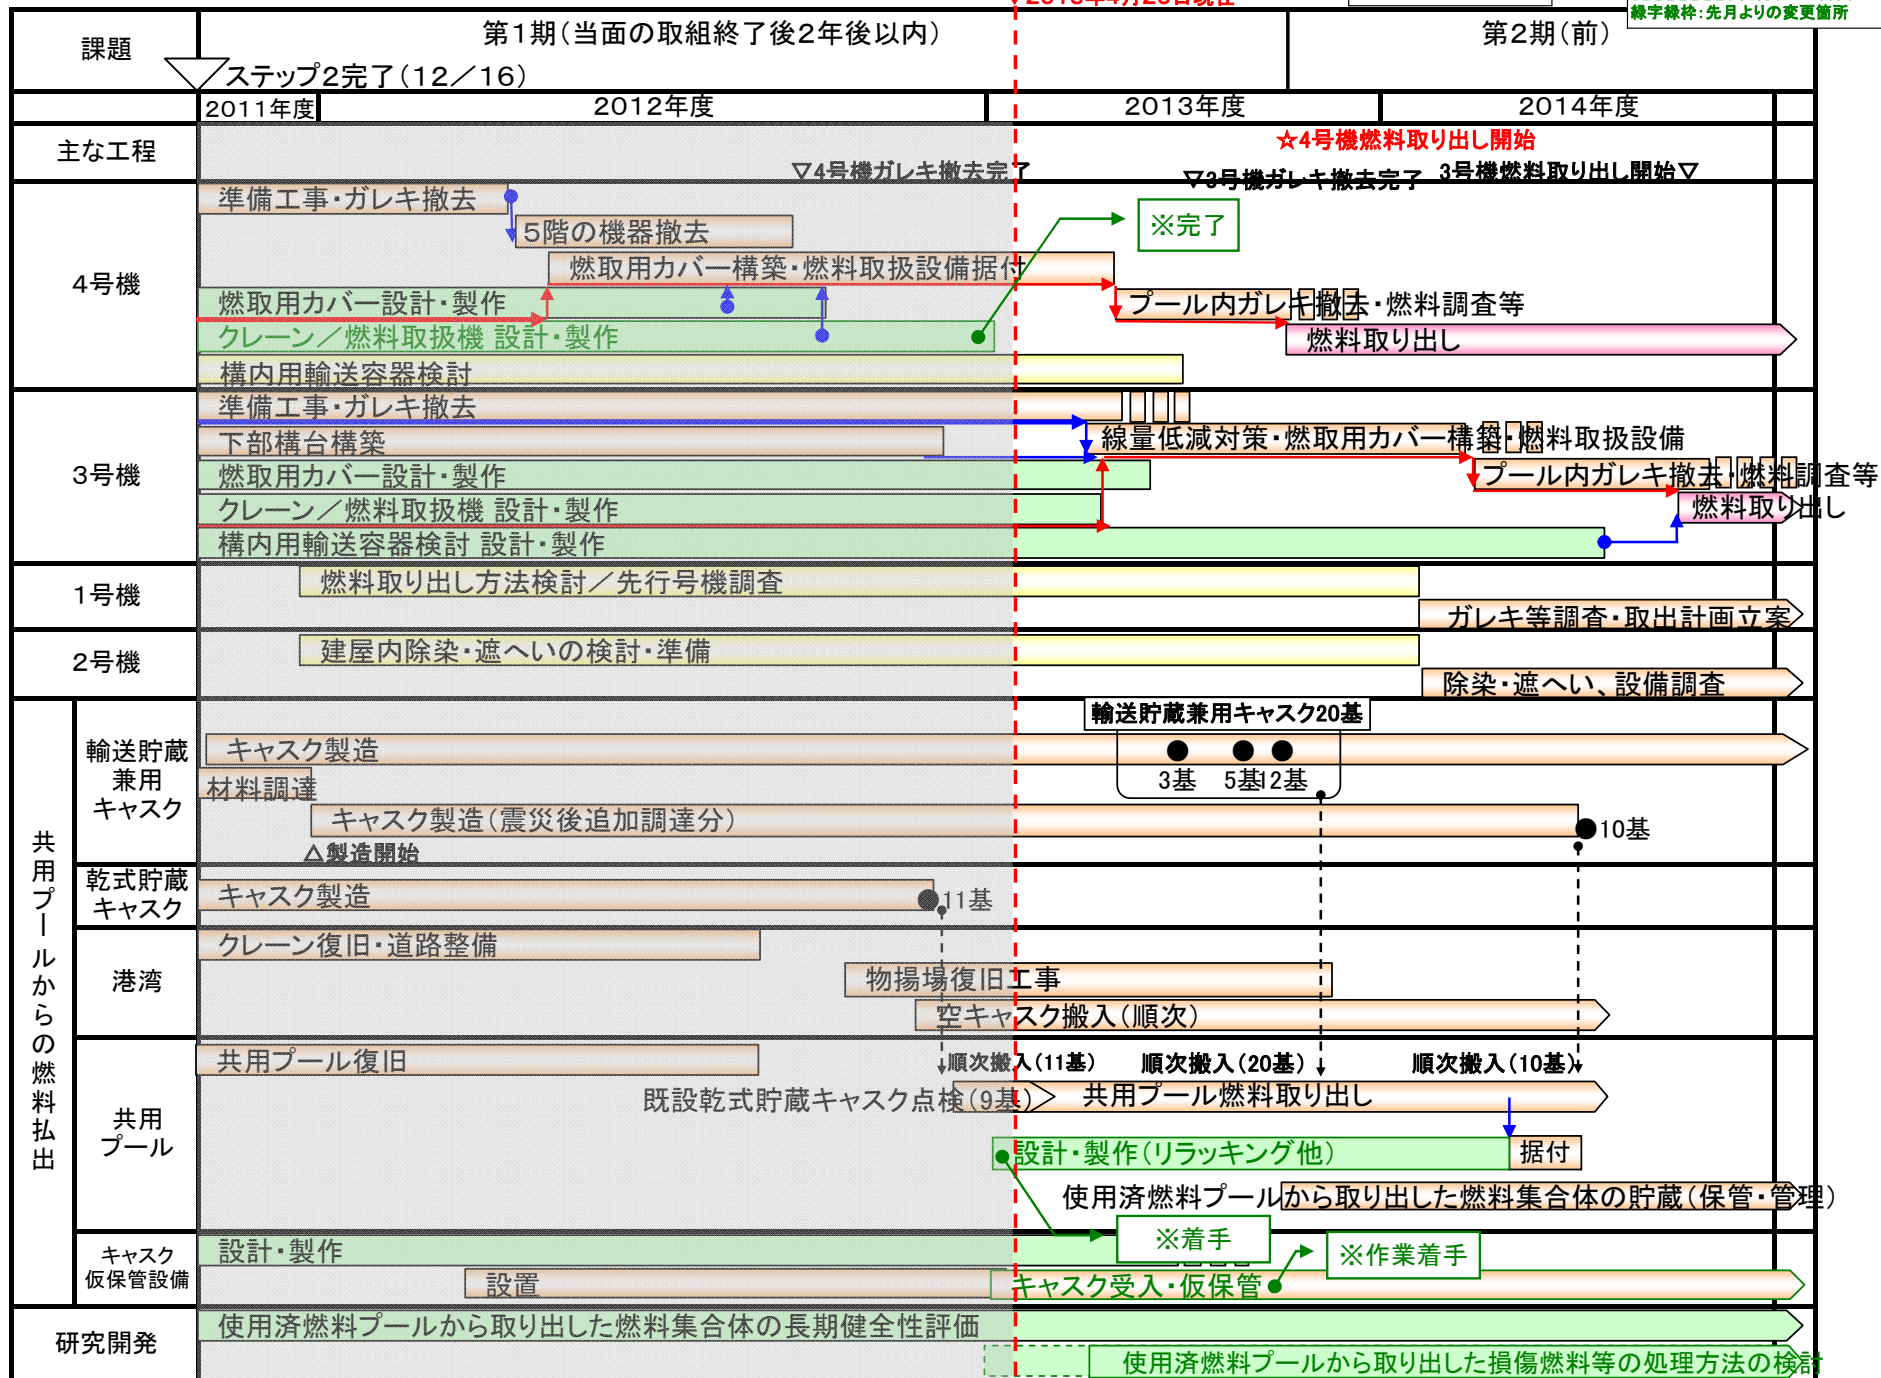 緑字緑枠：先月よりの変更箇所
課題
第１期（当面の取組終了後２年後以内）
第２期（前）
ステップ２完了（１２／１６）
２０１１年度
２０１２年度
２０１３年度
２０１４年度
主な工程
☆4号機燃料取り出し開始
▽4号機ガレキ撤去完了
▽3号機ガレキ撤去完了
3号機燃料取り出し開始▽
４号機
準備工事・ガレキ撤去
５階の機器撤去
※完了
燃取用カバー構築・燃料取扱設備据付
燃取用カバー設計・製作
プール内ガレキ撤去・燃料調査等
クレーン／燃料取扱機 設計・製作
燃料取り出し
構内用輸送容器検討
３号機
準備工事・ガレキ撤去
下部構台構築
線量低減対策・燃取用カバー構築・燃料取扱設備
燃取用カバー設計・製作
プール内ガレキ撤去・燃料調査等
クレーン／燃料取扱機 設計・製作
燃料取り出し
構内用輸送容器検討 設計・製作
１号機
燃料取り出し方法検討／先行号機調査
ガレキ等調査・取出計画立案
２号機
建屋内除染・遮へいの検討・準備
除染・遮へい、設備調査
共用プールからの燃料払出
輸送貯蔵
兼用
キャスク
輸送貯蔵兼用キャスク20基
キャスク製造
3基
5基
12基
材料調達
キャスク製造（震災後追加調達分）
10基
△製造開始
乾式貯蔵
キャスク
キャスク製造
11基
港湾
クレーン復旧・道路整備
物揚場復旧工事
空キャスク搬入（順次）
共用
プール
共用プール復旧
順次搬入（11基）
順次搬入（20基）
順次搬入（10基）
既設乾式貯蔵キャスク点検（9基）
共用プール燃料取り出し
設計・製作（リラッキング他）
据付
使用済燃料プールから取り出した燃料集合体の貯蔵（保管・管理）
キャスク
仮保管設備
設計・製作
※着手
※作業着手
設置
キャスク受入・仮保管
研究開発
使用済燃料プールから取り出した燃料集合体の長期健全性評価
使用済燃料プールから取り出した損傷燃料等の処理方法の検討